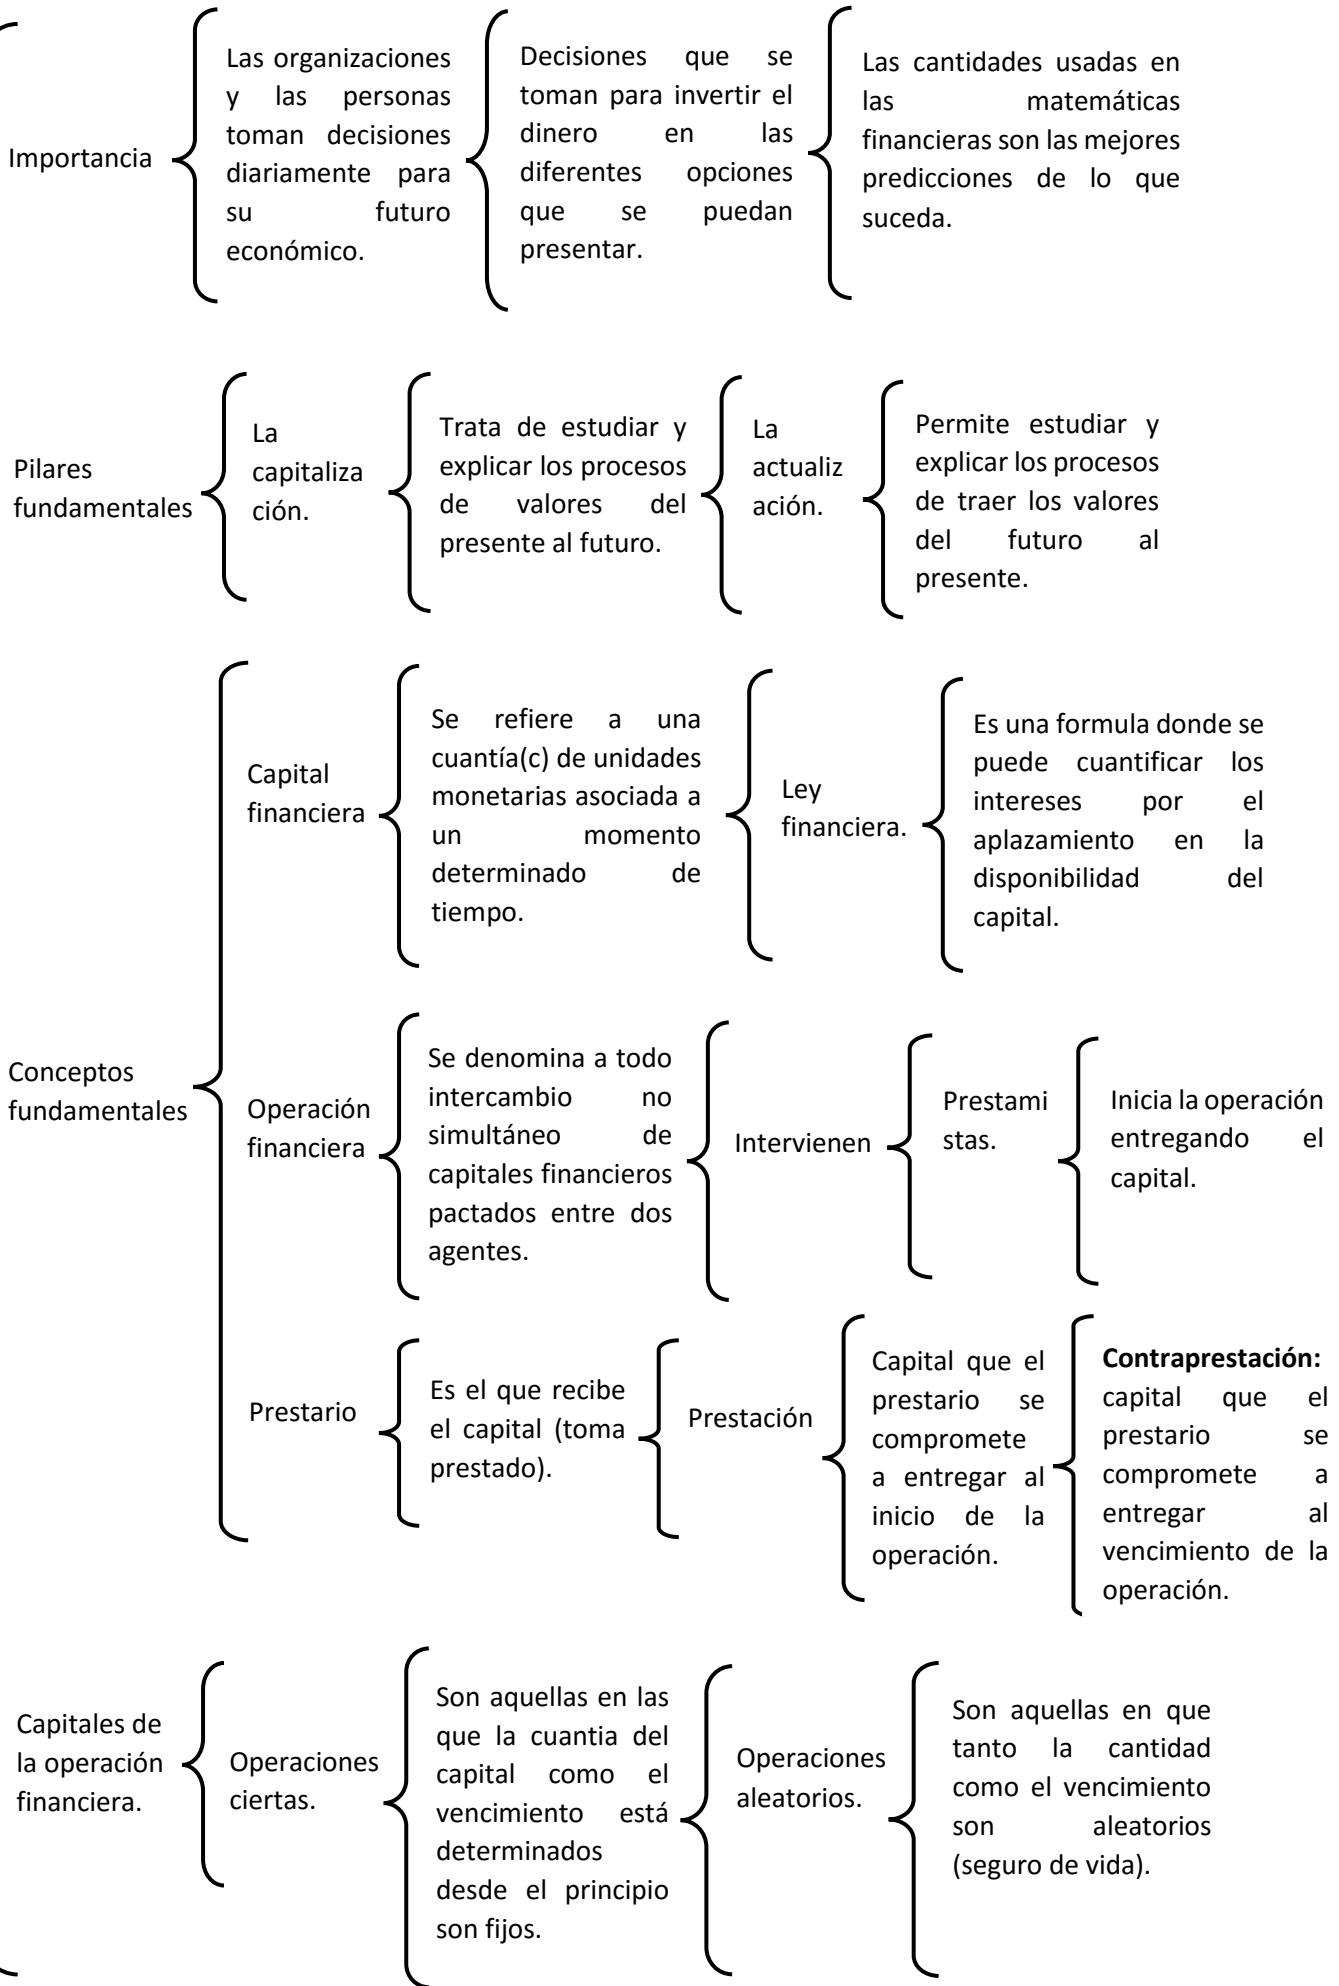 Importancia
Las organizaciones
y las personas
toman decisiones
diariamente para
su futuro
económico.
Decisiones que se
toman para invertir el
dinero en las
diferentes opciones
que se puedan
presentar.
Las cantidades usadas en
las matemáticas
financieras son las mejores
predicciones de lo que
suceda.
Pilares
fundamentales
La
capitaliza
ción.
Trata de estudiar y
explicar los procesos
de valores del
presente al futuro.
La
actualiz
ación.
Permite estudiar y
explicar los procesos
de traer los valores
del futuro al
presente.
Conceptos
fundamentales
Capital
financiera
Se refiere a una
cuantía(c) de unidades
monetarias asociada a
un momento
determinado de
tiempo.
Ley
financiera.
Es una formula donde se
puede cuantificar los
intereses por el
aplazamiento en la
disponibilidad del
capital.
Operación
financiera
Se denomina a todo
intercambio no
simultáneo de
capitales financieros
pactados entre dos
agentes.
Intervienen
Prestami
stas.
Inicia la operación
entregando el
capital.
Prestario
Es el que recibe
el capital (toma
prestado).
Prestación
Capital que el
prestario se
compromete
a entregar al
inicio de la
operación.
Contraprestación:
capital que el
prestario se
compromete a
entregar al
vencimiento de la
operación.
Capitales de
la operación
financiera.
Operaciones
ciertas.
Son aquellas en las
que la cuantia del
capital como el
vencimiento está
determinados
desde el principio
son fijos.
Operaciones
aleatorios.
Son aquellas en que
tanto la cantidad
como el vencimiento
son aleatorios
(seguro de vida).